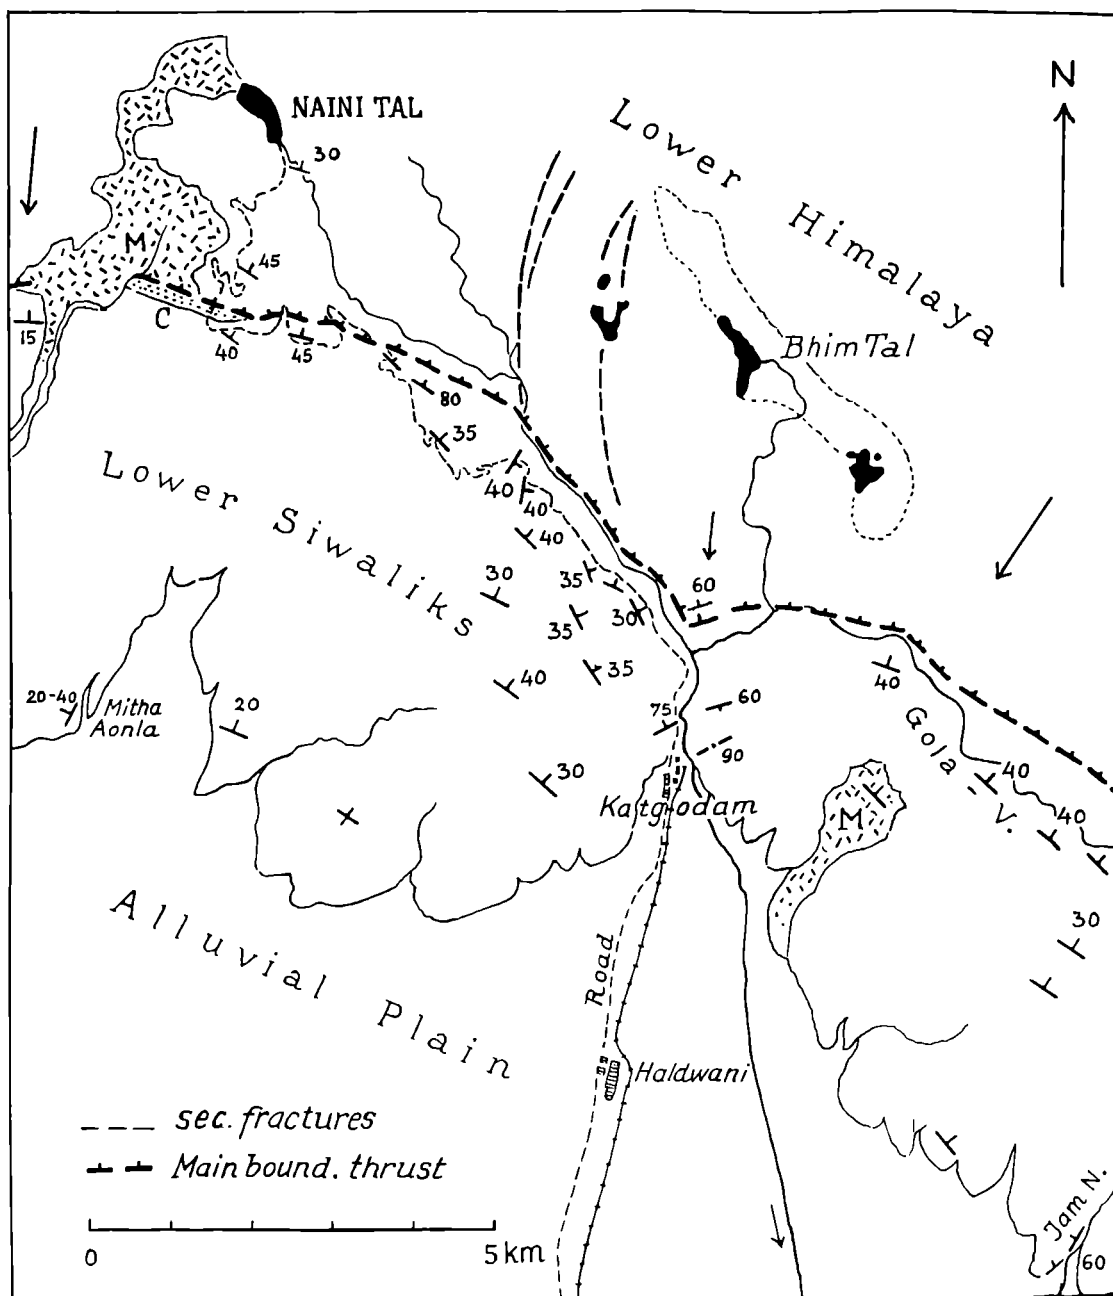 NAINI TAL
N
30
Lower Himalaya
M
45
15
C
40
45
Bhim Tal
80
35
40
40
40
Lower Siwaliks
30
35
60
35
30
40
35
40
20-40
Mitha
Aonla
20
75
60
90
30
Gola V.
40
40
Katgodam
M
30
Alluvial Plain
Road
Haldwani
sec. fractures
Main bound. thrust
Jam N.
60
0
5 km